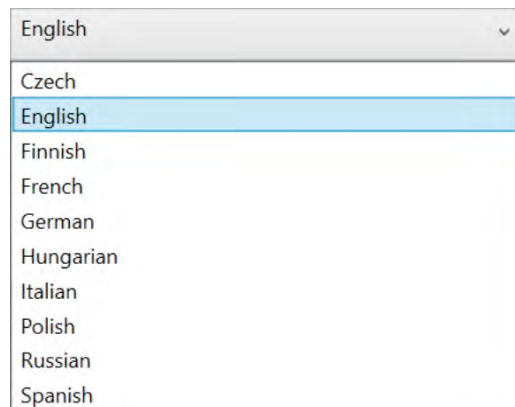 English
Czech
English
Finnish
French
German
Hungarian
Italian
Polish
Russian
Spanish